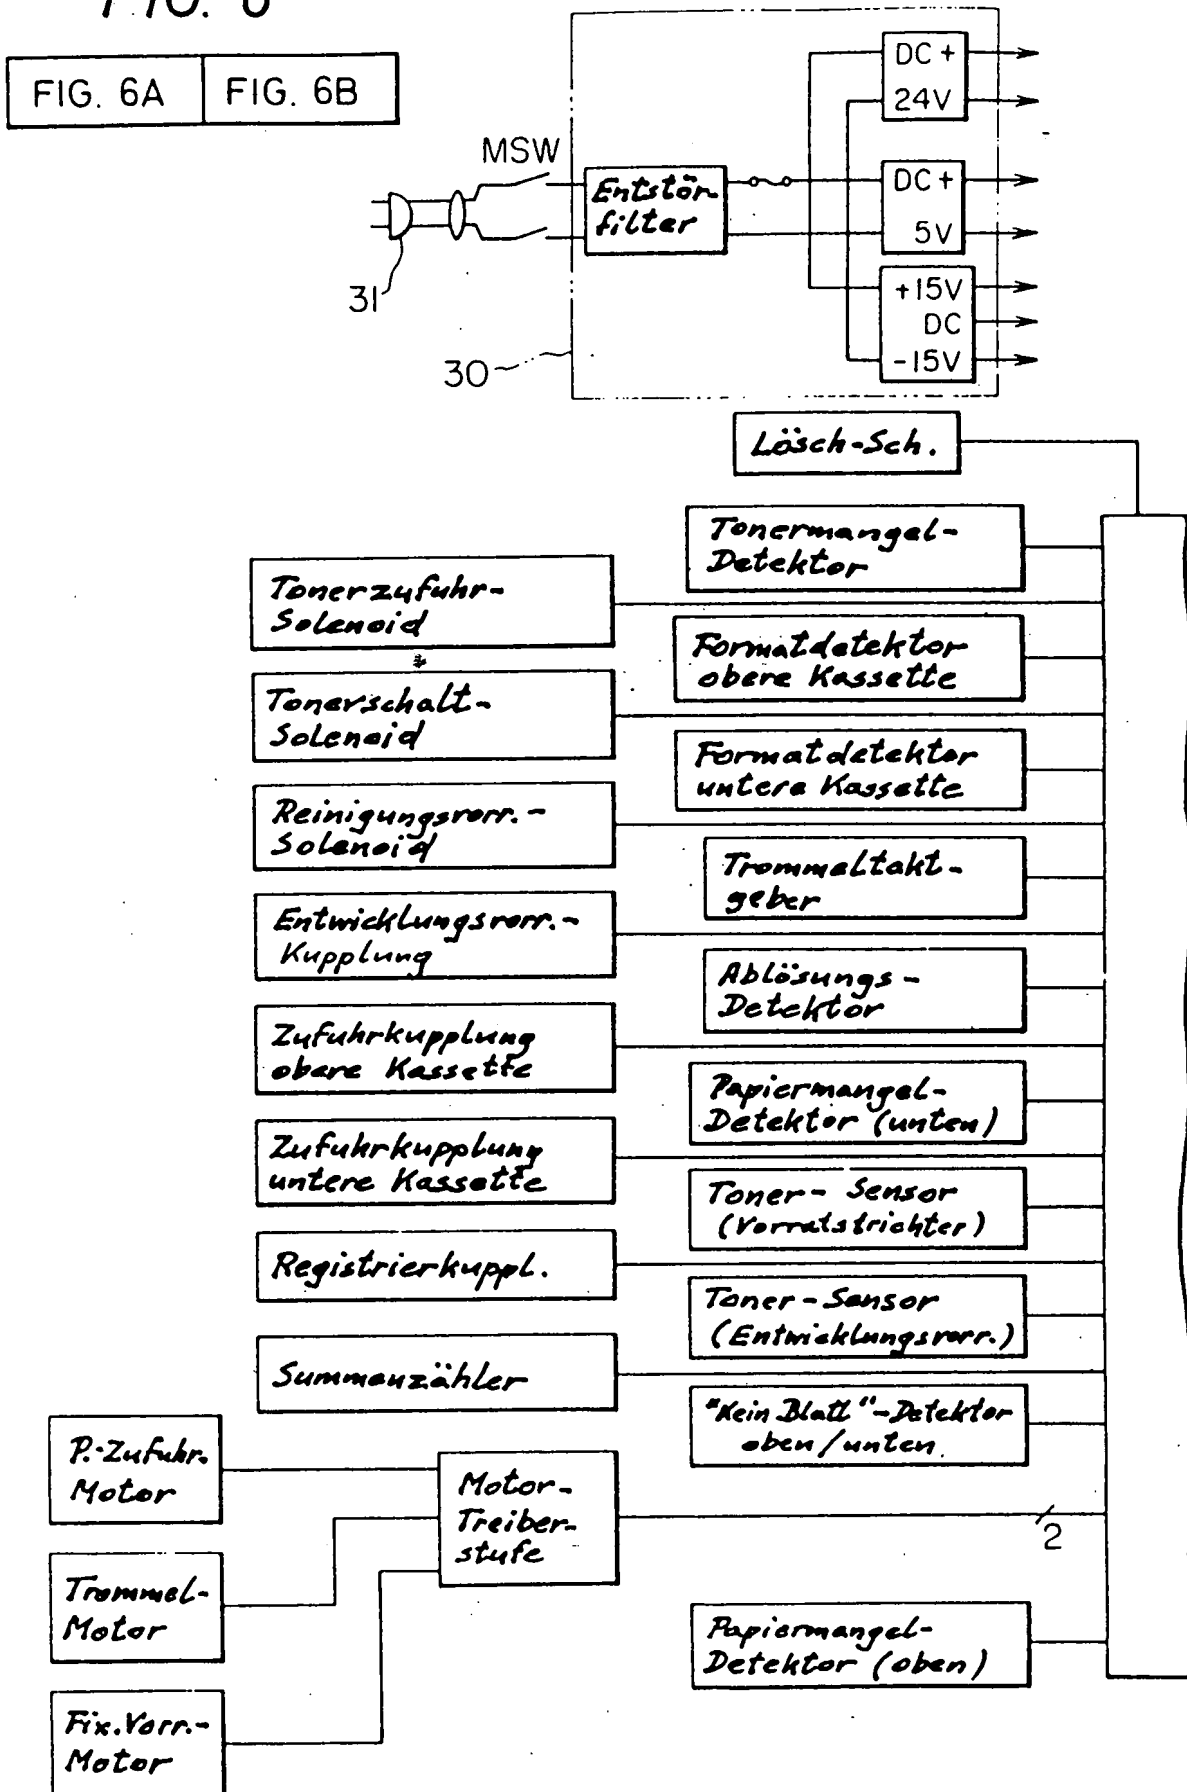 FIG. 6
FIG. 6A
FIG. 6B
MSW
31
30
Entstör-
filter
DC +
24V
DC +
5V
+15V
DC
-15V
Lösch-Sch.
Tonermangel-
Detektor
Tonerzufuhr-
Solenoid
Formatdetektor
obere Kassette
Tonerschalt-
Solenoid
Formatdetektor
untere Kassette
Reinigungsvorr.-
Solenoid
Trommeltakt-
geber
Entwicklungsvorr.-
Kupplung
Ablösungs-
Detektor
Zufuhrkupplung
obere Kassette
Papiermangel-
Detektor (unten)
Zufuhrkupplung
untere Kassette
Toner-Sensor
(Vorratstrichter)
Registrierkuppl.
Toner-Sensor
(Entwicklungsvorr.)
Summenzähler
"Kein Blatt"-Detektor
oben/unten
P.-Zufuhr-
Motor
Motor-
Treiber-
stufe
2
Trommel-
Motor
Papiermangel-
Detektor (oben)
Fix.Vorr.-
Motor